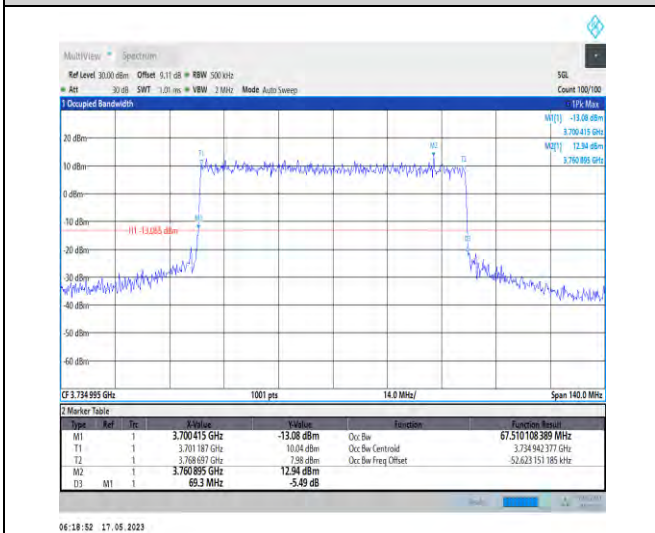 MultiView Spectrum
Ref Level 30.00 dBm Offset 9.11 dB RBW 500 kHz SGL
Att 30 dB SWT 1.01 ms VBW 2 MHz Mode Auto Sweep Count 100/100
1 Occupied Bandwidth 1Pk Max
M1[1] -13.08 dBm
3.700 415 GHz
M2[1] 12.94 dBm
3.760 895 GHz
20 dBm
M2
T1
T2
10 dBm
0 dBm
-10 dBm
M1
H1 -13.065 dBm
D3
-20 dBm
-30 dBm
-40 dBm
-50 dBm
-60 dBm
CF 3.734 995 GHz 1001 pts 14.0 MHz/ Span 140.0 MHz
2 Marker Table
Type Ref Trc X-Value Y-Value Function Function Result
M1 1 3.700 415 GHz -13.08 dBm Occ Bw 67.510 108 389 MHz
T1 1 3.701 187 GHz 10.04 dBm Occ Bw Centroid 3.734 942 377 GHz
T2 1 3.768 697 GHz 7.98 dBm Occ Bw Freq Offset -52.623 151 185 kHz
M2 1 3.760 895 GHz 12.94 dBm
D3 M1 1 69.3 MHz -5.49 dB
06:18:52 17.05.2023